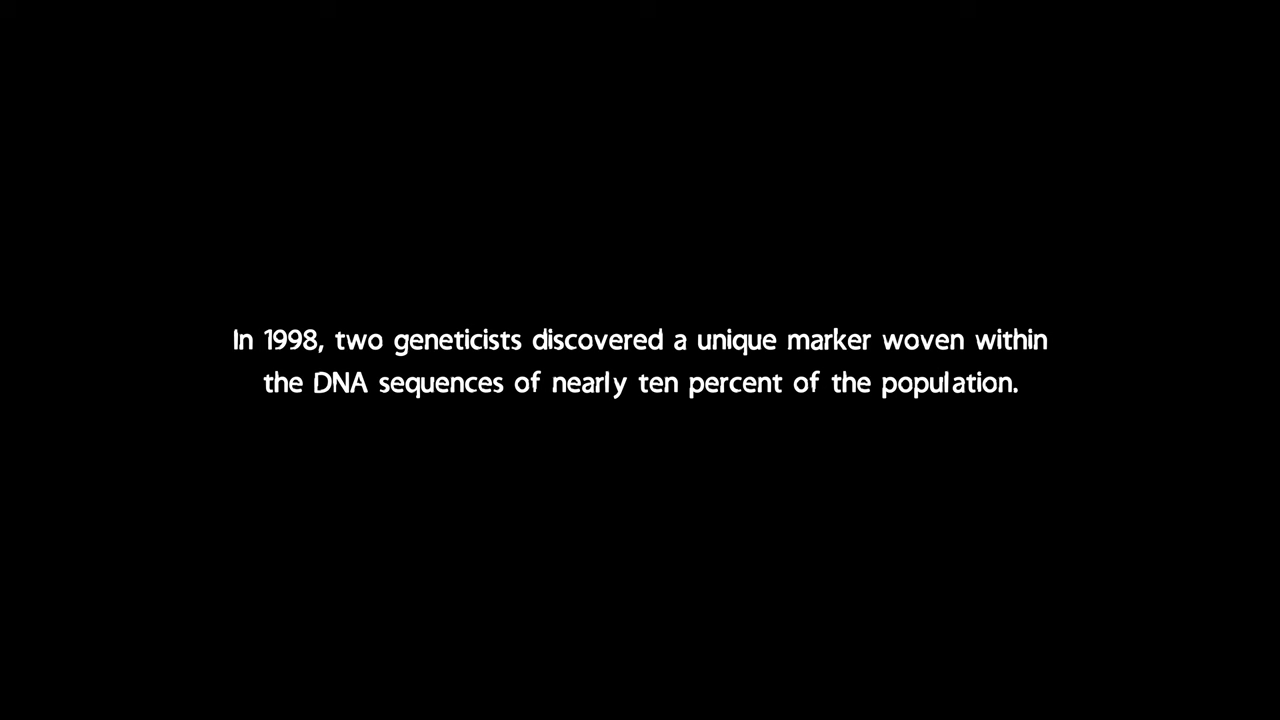 In 1998, two geneticists discovered a unique marker woven within
the DNA sequences of nearly ten percent of the population.